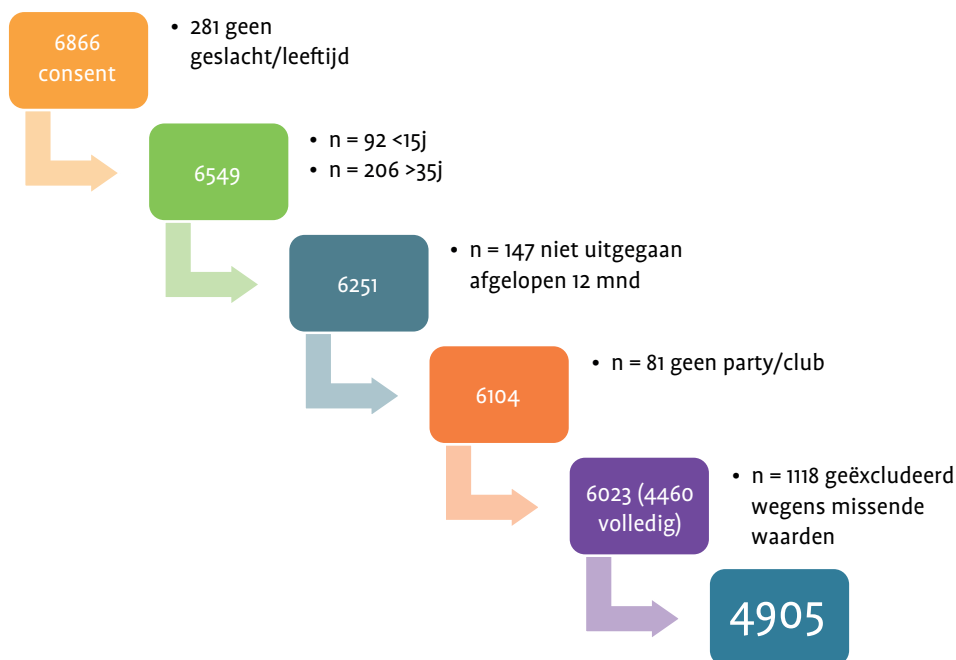 6866
consent
• 281 geen
geslacht/leeftijd
6549
• n = 92 <15j
• n = 206 >35j
6251
• n = 147 niet uitgegaan
afgelopen 12 mnd
6104
• n = 81 geen party/club
6023 (4460
volledig)
• n = 1118 geëxcludeerd
wegens missende
waarden
4905